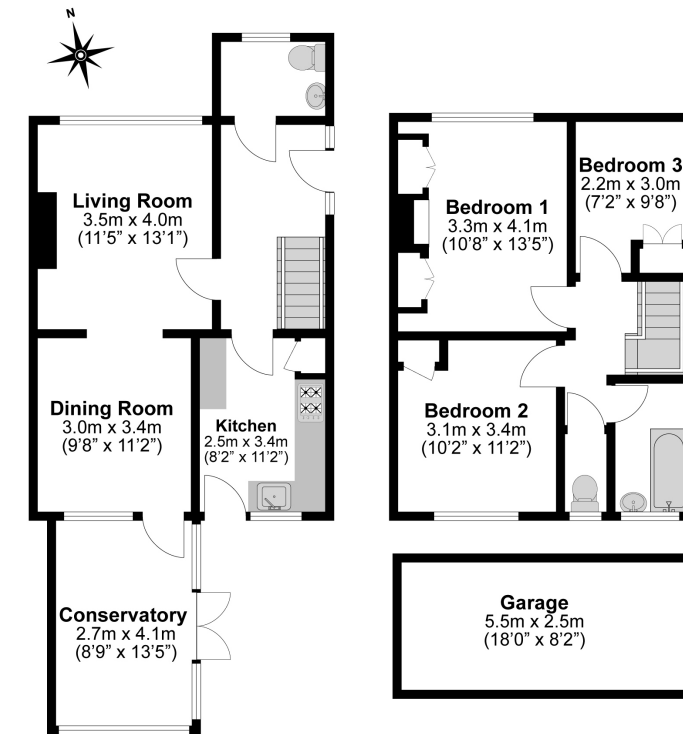 N
Living Room
3.5m x 4.0m
(11'5" x 13'1")
Dining Room
3.0m x 3.4m
(9'8" x 11'2")
Kitchen
2.5m x 3.4m
(8'2" x 11'2")
Conservatory
2.7m x 4.1m
(8'9" x 13'5")
Bedroom 1
3.3m x 4.1m
(10'8" x 13'5")
Bedroom 3
2.2m x 3.0m
(7'2" x 9'8")
Bedroom 2
3.1m x 3.4m
(10'2" x 11'2")
Garage
5.5m x 2.5m
(18'0" x 8'2")